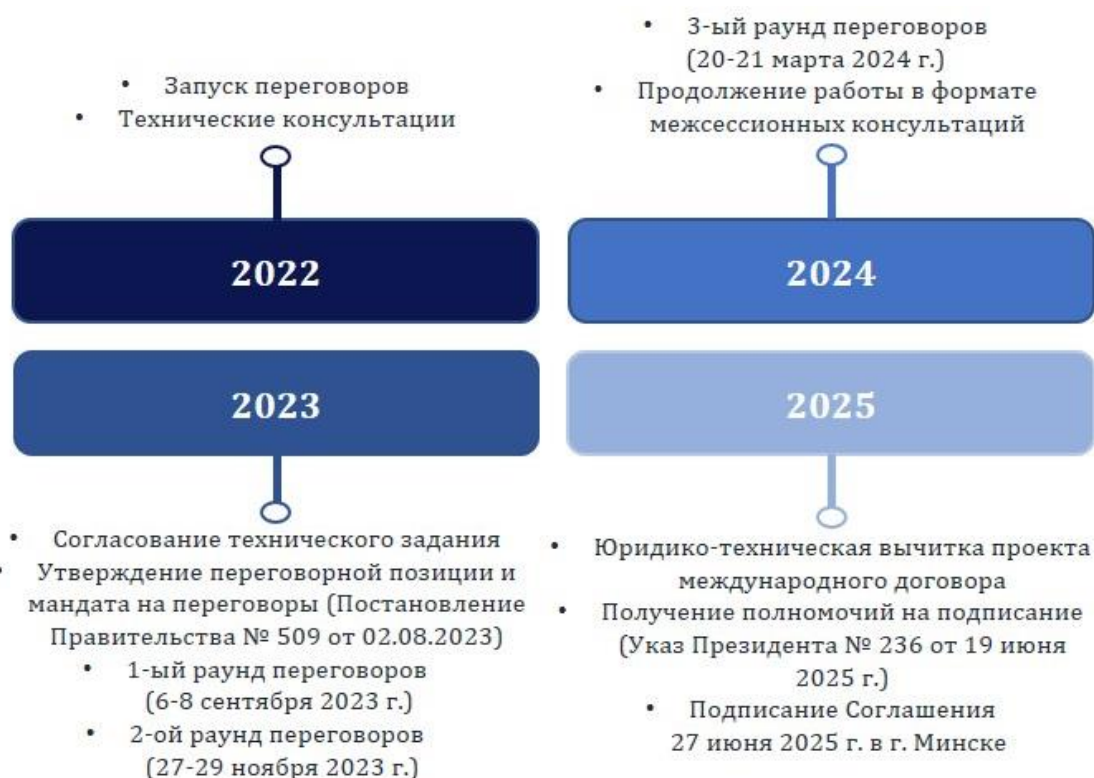 • Запуск переговоров
• Технические консультации
2022
2023
• Согласование технического задания
• Утверждение переговорной позиции и
мандата на переговоры (Постановление
Правительства № 509 от 02.08.2023)
• 1-ый раунд переговоров
(6-8 сентября 2023 г.)
• 2-ой раунд переговоров
(27-29 ноября 2023 г.)
• 3-ый раунд переговоров
(20-21 марта 2024 г.)
• Продолжение работы в формате
межсессионных консультаций
2024
2025
• Юридико-техническая вычитка проекта
международного договора
• Получение полномочий на подписание
(Указ Президента № 236 от 19 июня
2025 г.)
• Подписание Соглашения
27 июня 2025 г. в г. Минске